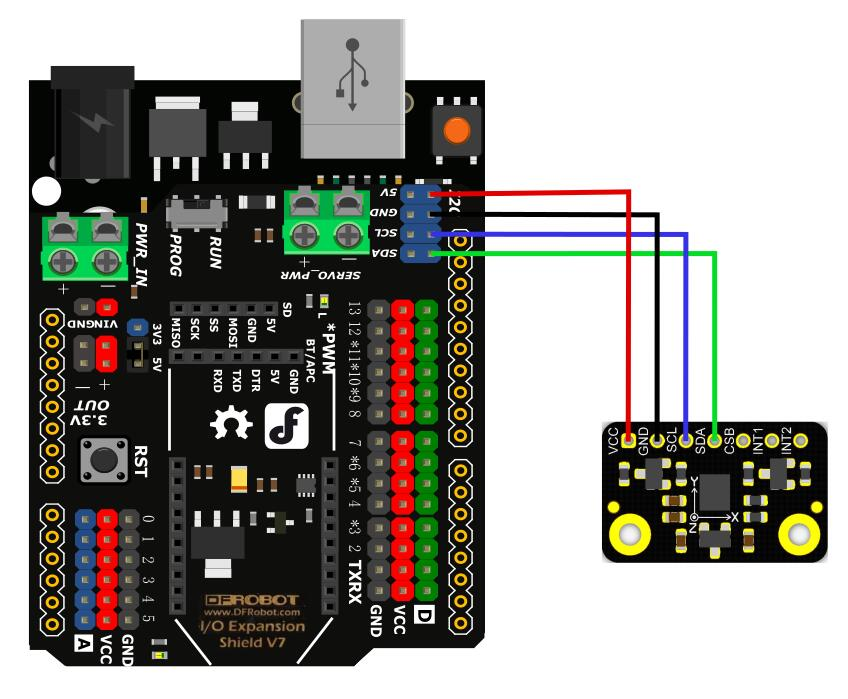 5V
GND
SCL
SDA
I2C
PROG
RUN
PWR_IN
+
–
+
–
SERVO_PWR
VIN GND
3V3
5V
– +
OUT
3.3V
RST
MISO
SCK
SS
MOSI
GND
5V
SD
L
*PWM
RXD
TXD
DTR
5V
GND
BT/APC
13
12
*11
*10
*9
8
7
*6
*5
4
*3
2
TX
RX
GND
VCC
D
0
1
2
3
4
5
A
VCC
GND
DFROBOT
www.DFRobot.com
I/O Expansion
Shield V7
VCC
GND
SCL
SDA
CSB
INT1
INT2
Y
X
Z